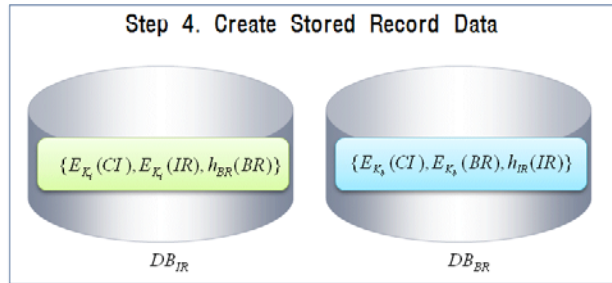 Step 4. Create Stored Record Data
{E_{K_i}(CI), E_{K_i}(IR), h_{BR}(BR)}
{E_{K_b}(CI), E_{K_b}(BR), h_{IR}(IR)}
DB_{IR}
DB_{BR}